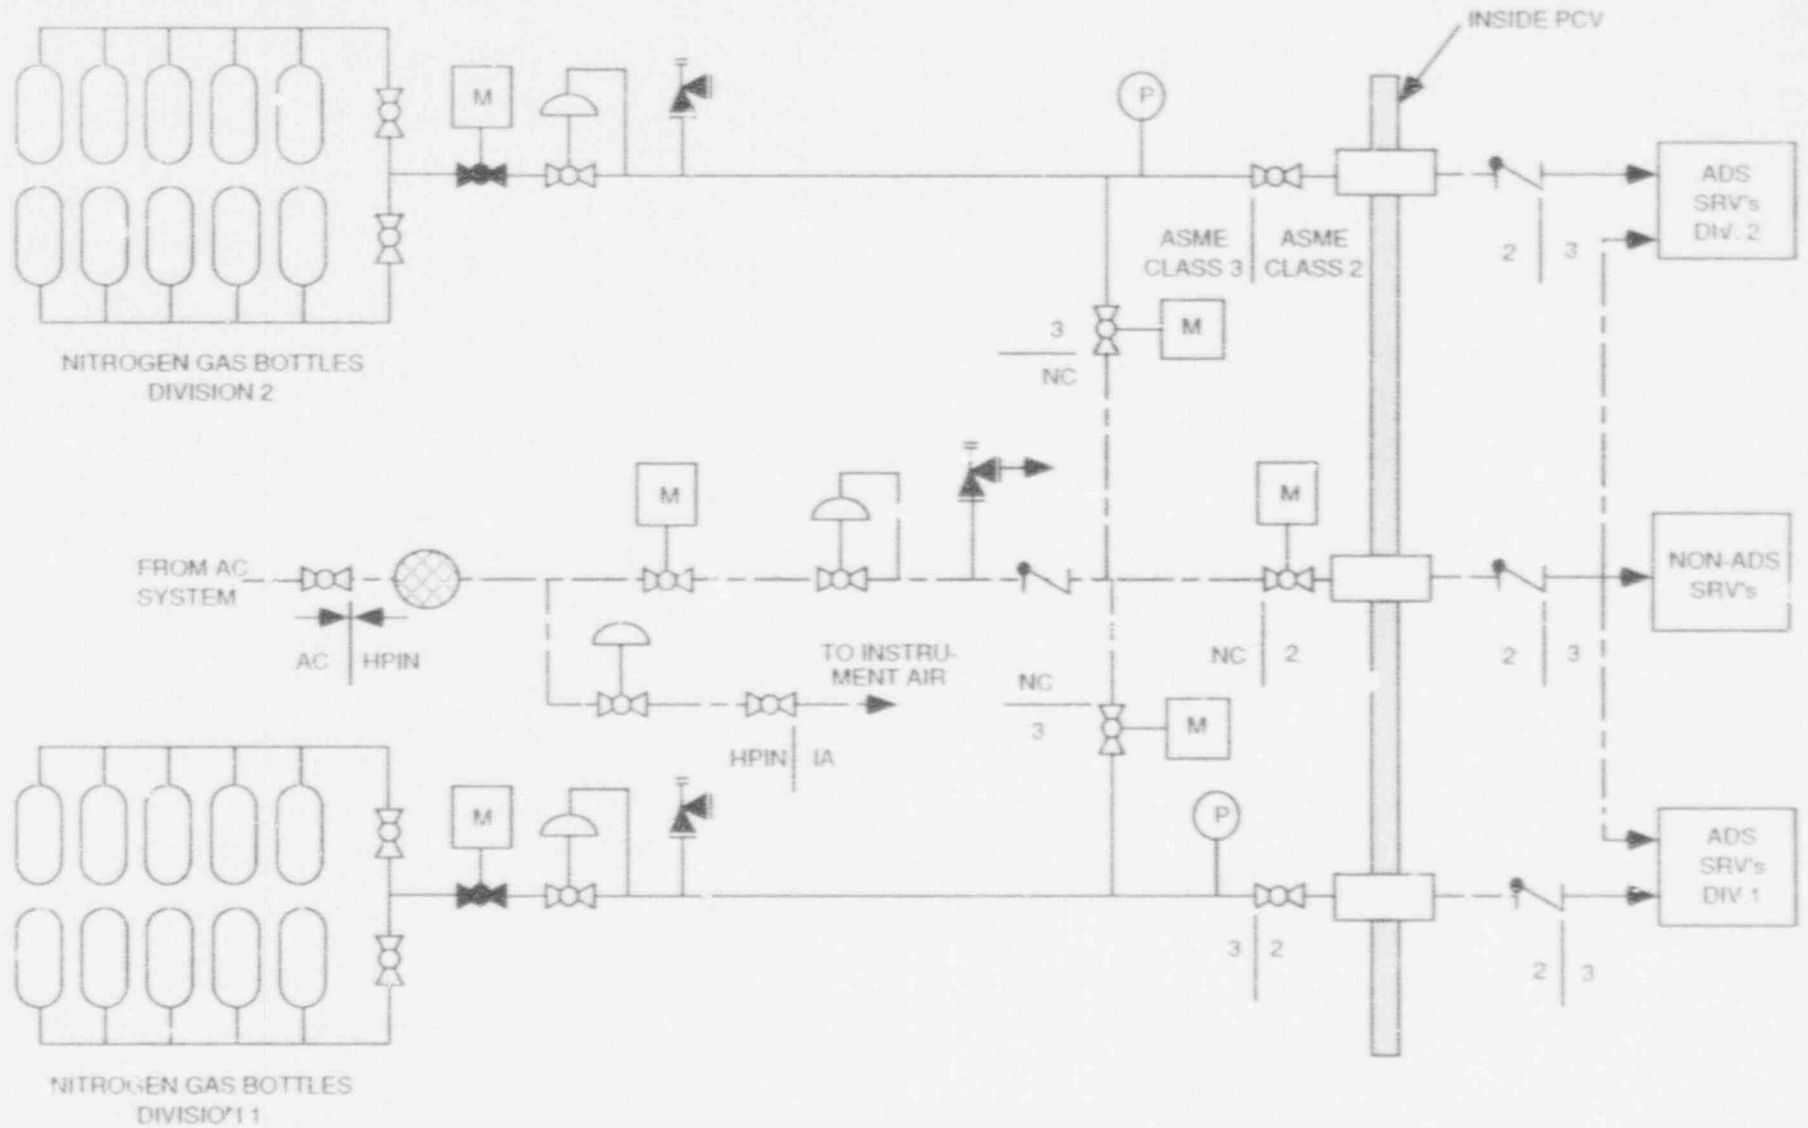 INSIDE PCV
M
P
ADS
SRV's
DIV. 2
ASME
CLASS 3
ASME
CLASS 2
2
3
3
NC
M
NITROGEN GAS BOTTLES
DIVISION 2
M
M
FROM AC
SYSTEM
NON-ADS
SRV's
AC
HPIN
TO INSTRU-
MENT AIR
NC
2
2
3
NC
3
M
HPIN
IA
M
P
ADS
SRV's
DIV.1
3
2
2
3
NITROGEN GAS BOTTLES
DIVISION 1